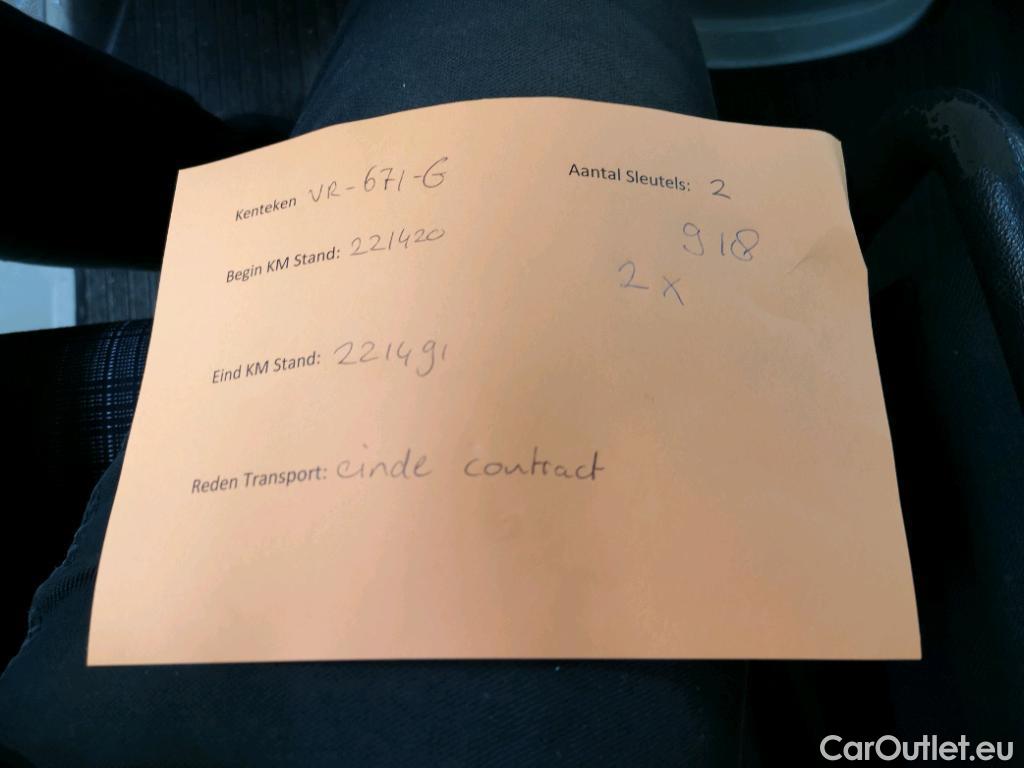 Kenteken VR-671-G
Aantal Sleutels: 2
Begin KM Stand: 221420
918
2x
Eind KM Stand: 221491
Reden Transport: einde contract
CarOutlet.eu